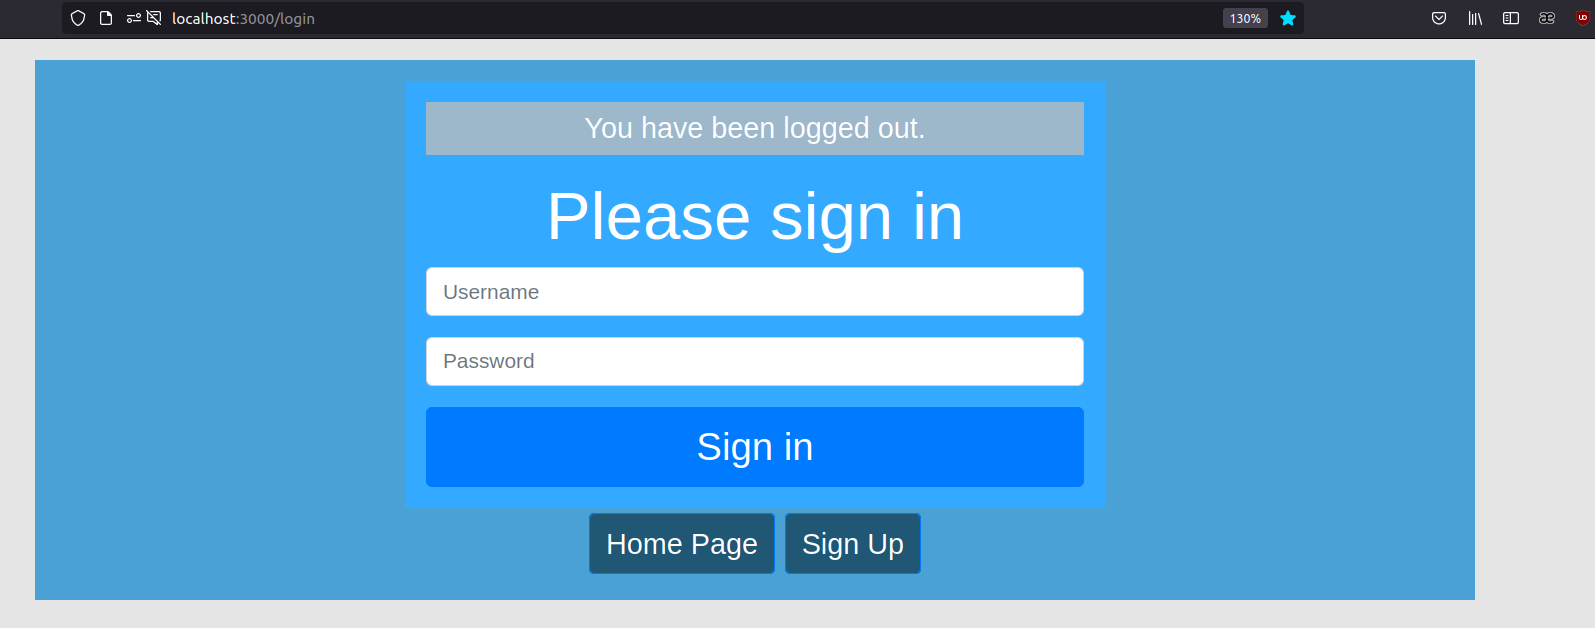 localhost:3000/login
130%
You have been logged out.
Please sign in
Username
Password
Sign in
Home Page
Sign Up